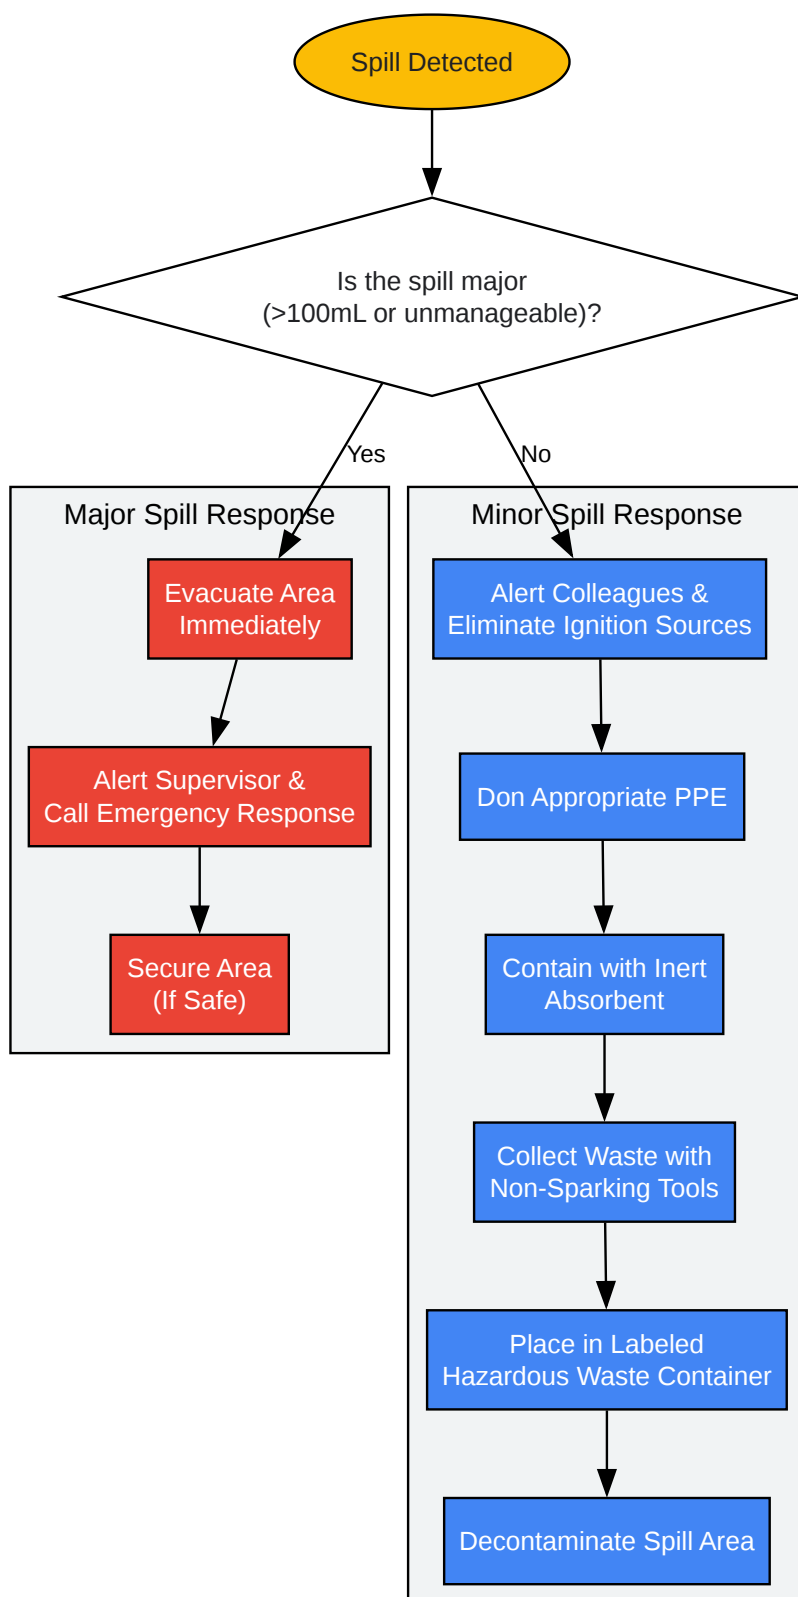 Spill Detected
Is the spill major
(>100mL or unmanageable)?
Yes
No
Major Spill Response
Evacuate Area
Immediately
Alert Supervisor &
Call Emergency Response
Secure Area
(If Safe)
Minor Spill Response
Alert Colleagues &
Eliminate Ignition Sources
Don Appropriate PPE
Contain with Inert
Absorbent
Collect Waste with
Non-Sparking Tools
Place in Labeled
Hazardous Waste Container
Decontaminate Spill Area